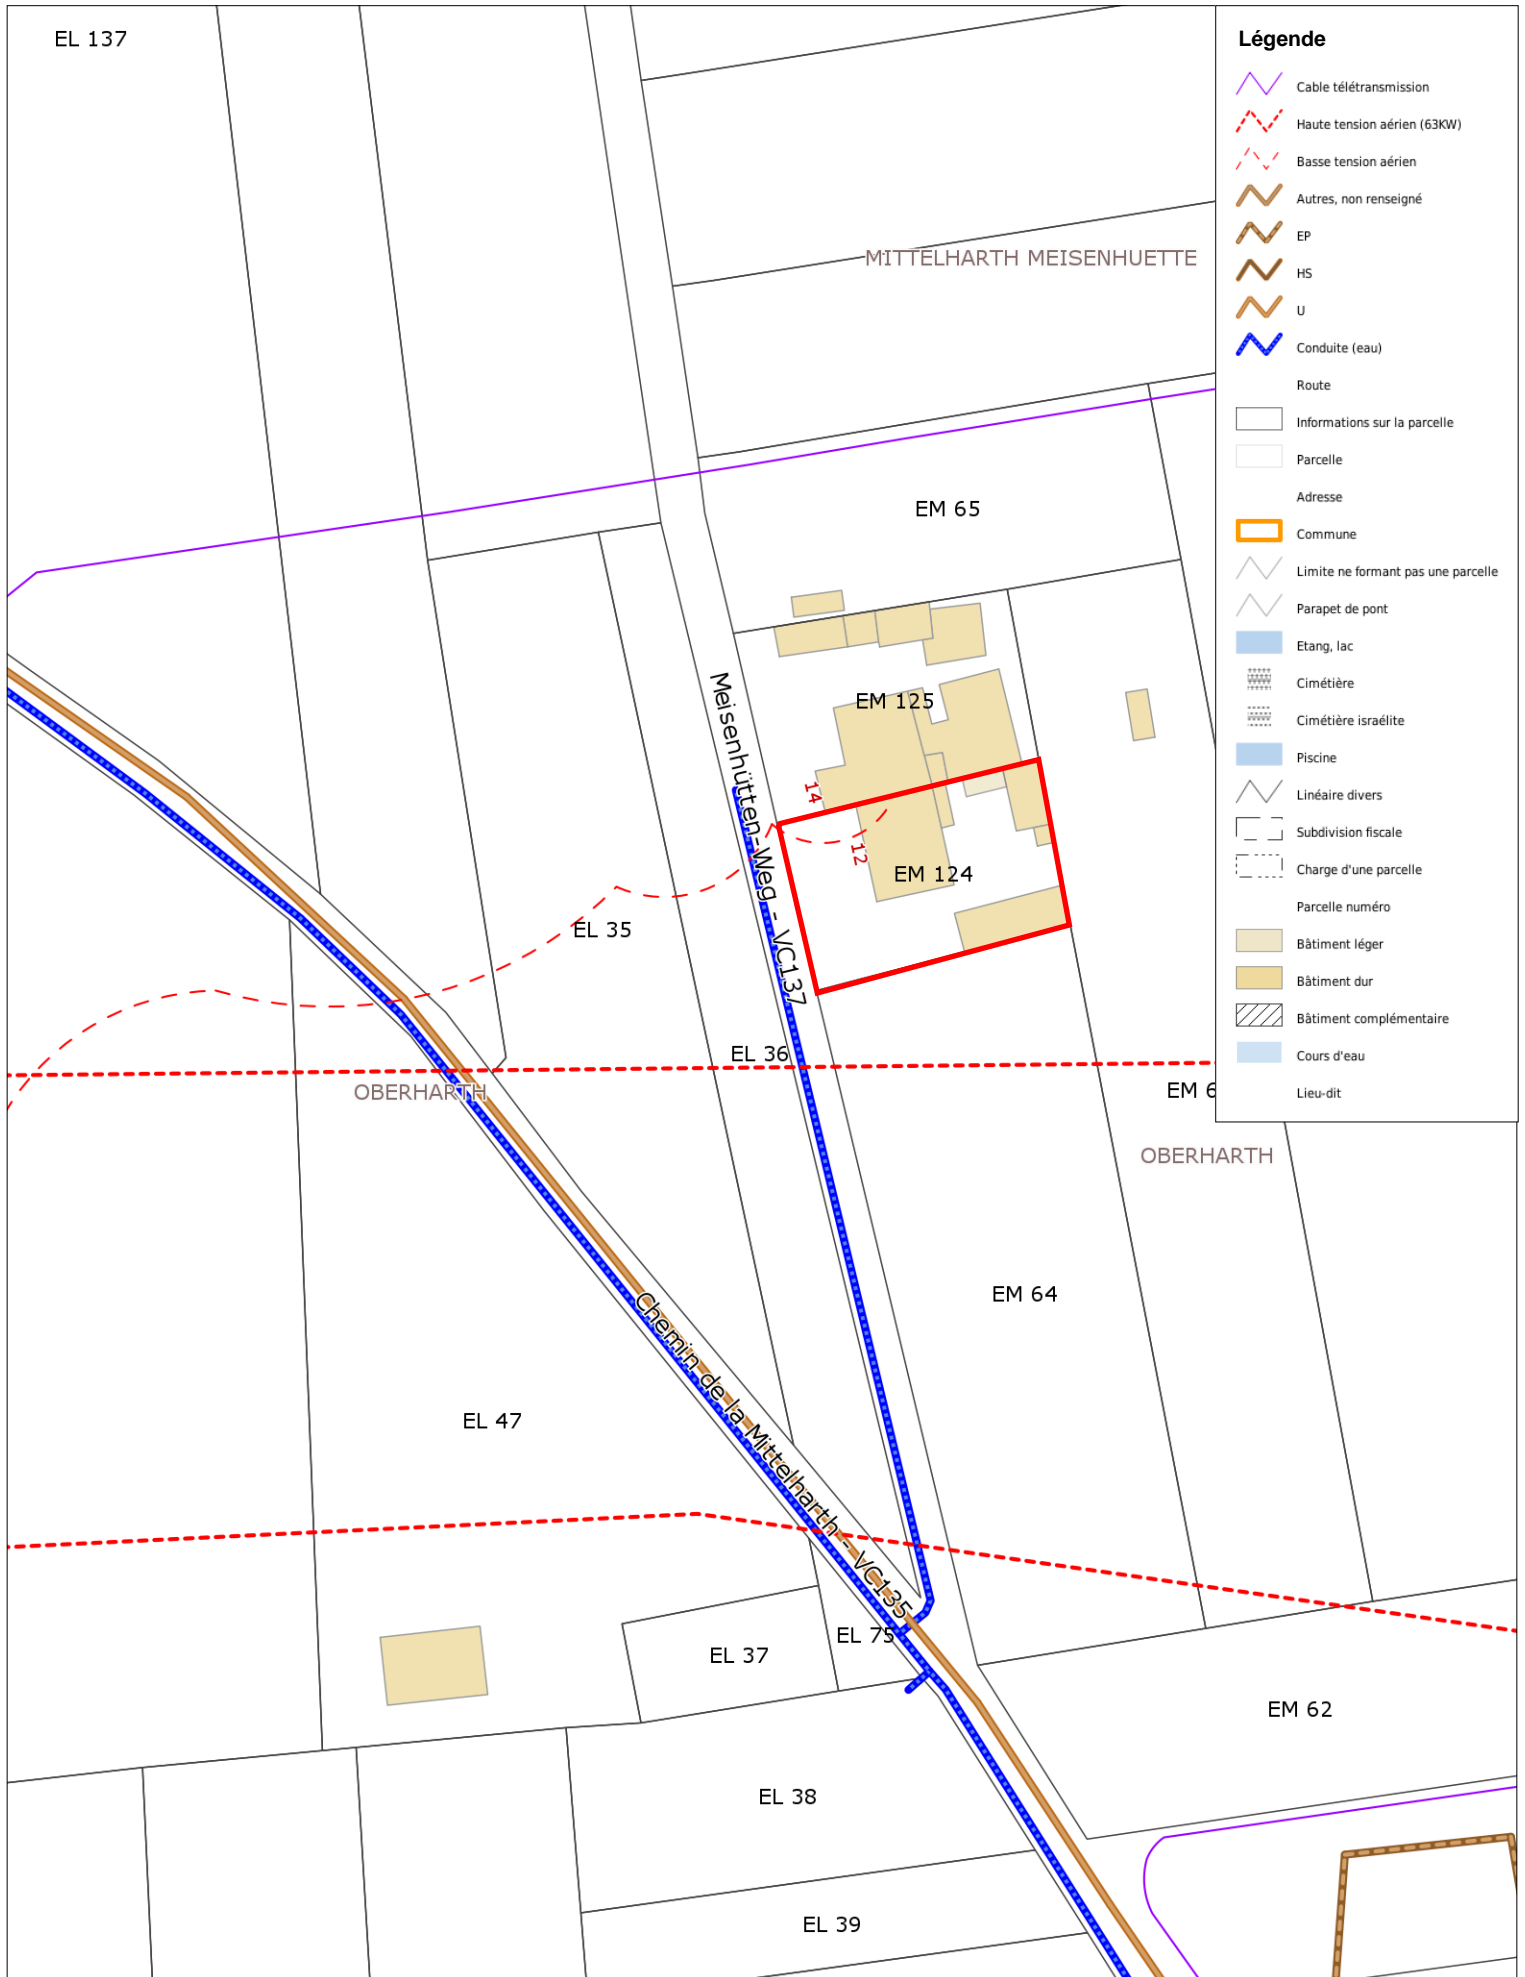 EL 137
MITTELHARTH MEISENHUETTE
EM 65
EM 125
Meisenhütten-Weg - VC137
14
12
EM 124
EL 35
EL 36
OBERHARTH
EM 6
OBERHARTH
EM 64
Chemin de la Mittelharth - VC135
EL 47
EL 75
EL 37
EM 62
EL 38
EL 39
Légende
Cable télétransmission
Haute tension aérien (63KW)
Basse tension aérien
Autres, non renseigné
EP
HS
U
Conduite (eau)
Route
Informations sur la parcelle
Parcelle
Adresse
Commune
Limite ne formant pas une parcelle
Parapet de pont
Etang, lac
Cimétière
Cimétière israélite
Piscine
Linéaire divers
Subdivision fiscale
Charge d'une parcelle
Parcelle numéro
Bâtiment léger
Bâtiment dur
Bâtiment complémentaire
Cours d'eau
Lieu-dit